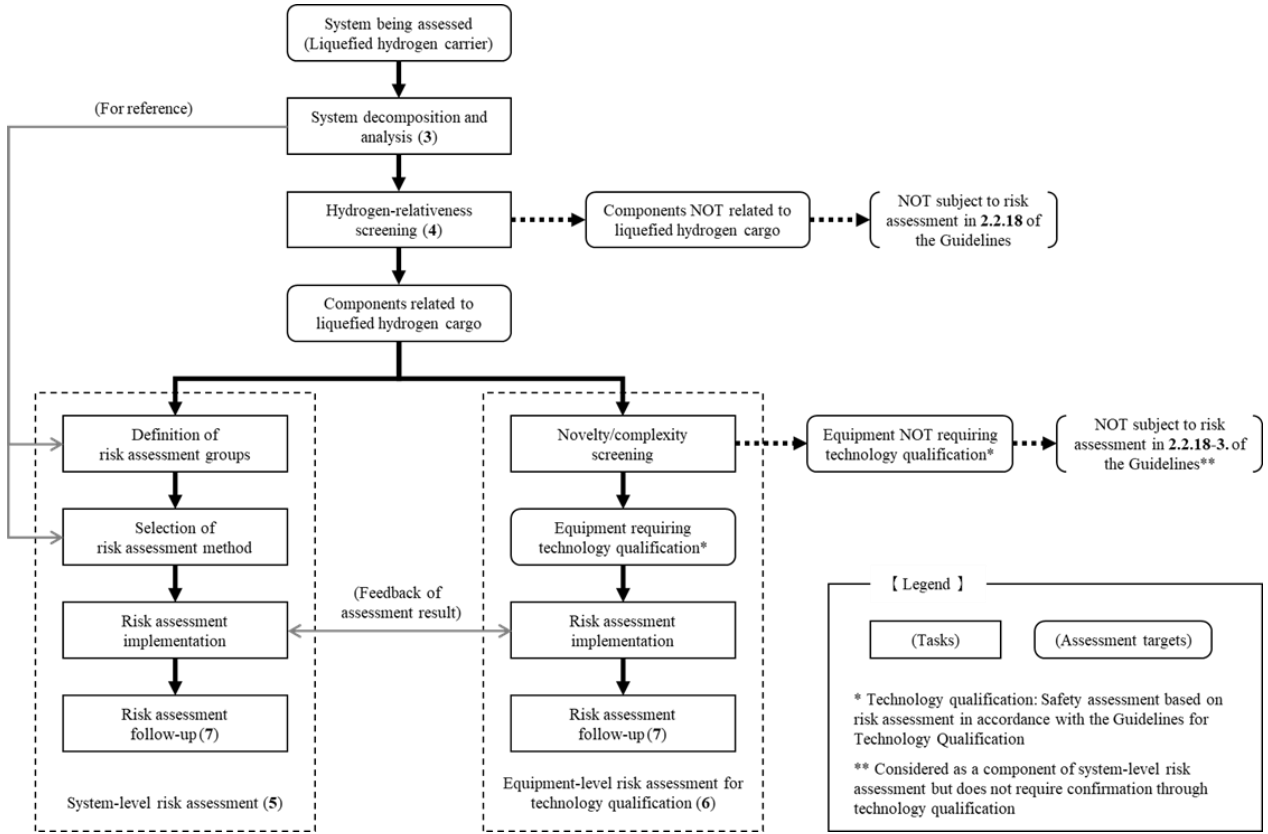 System being assessed
(Liquefied hydrogen carrier)
(For reference)
System decomposition and
analysis (3)
Hydrogen-relativeness
screening (4)
Components NOT related to
liquefied hydrogen cargo
NOT subject to risk
assessment in 2.2.18 of
the Guidelines
Components related to
liquefied hydrogen cargo
Definition of
risk assessment groups
Selection of
risk assessment method
Risk assessment
implementation
Risk assessment
follow-up (7)
System-level risk assessment (5)
(Feedback of
assessment result)
Novelty/complexity
screening
Equipment NOT requiring
technology qualification*
NOT subject to risk
assessment in 2.2.18-3. of
the Guidelines**
Equipment requiring
technology qualification*
Risk assessment
implementation
Risk assessment
follow-up (7)
Equipment-level risk assessment for
technology qualification (6)
【 Legend 】
(Tasks)
(Assessment targets)
* Technology qualification: Safety assessment based on
risk assessment in accordance with the Guidelines for
Technology Qualification
** Considered as a component of system-level risk
assessment but does not require confirmation through
technology qualification